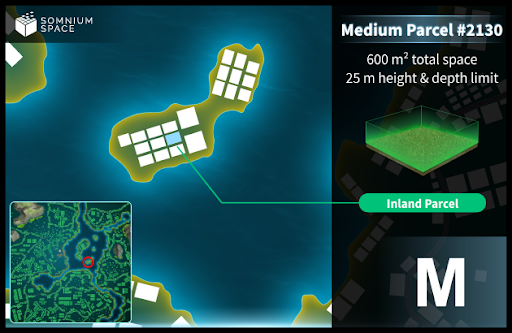 SOMNIUM
SPACE
Medium Parcel #2130
600 m² total space
25 m height & depth limit
Inland Parcel
M